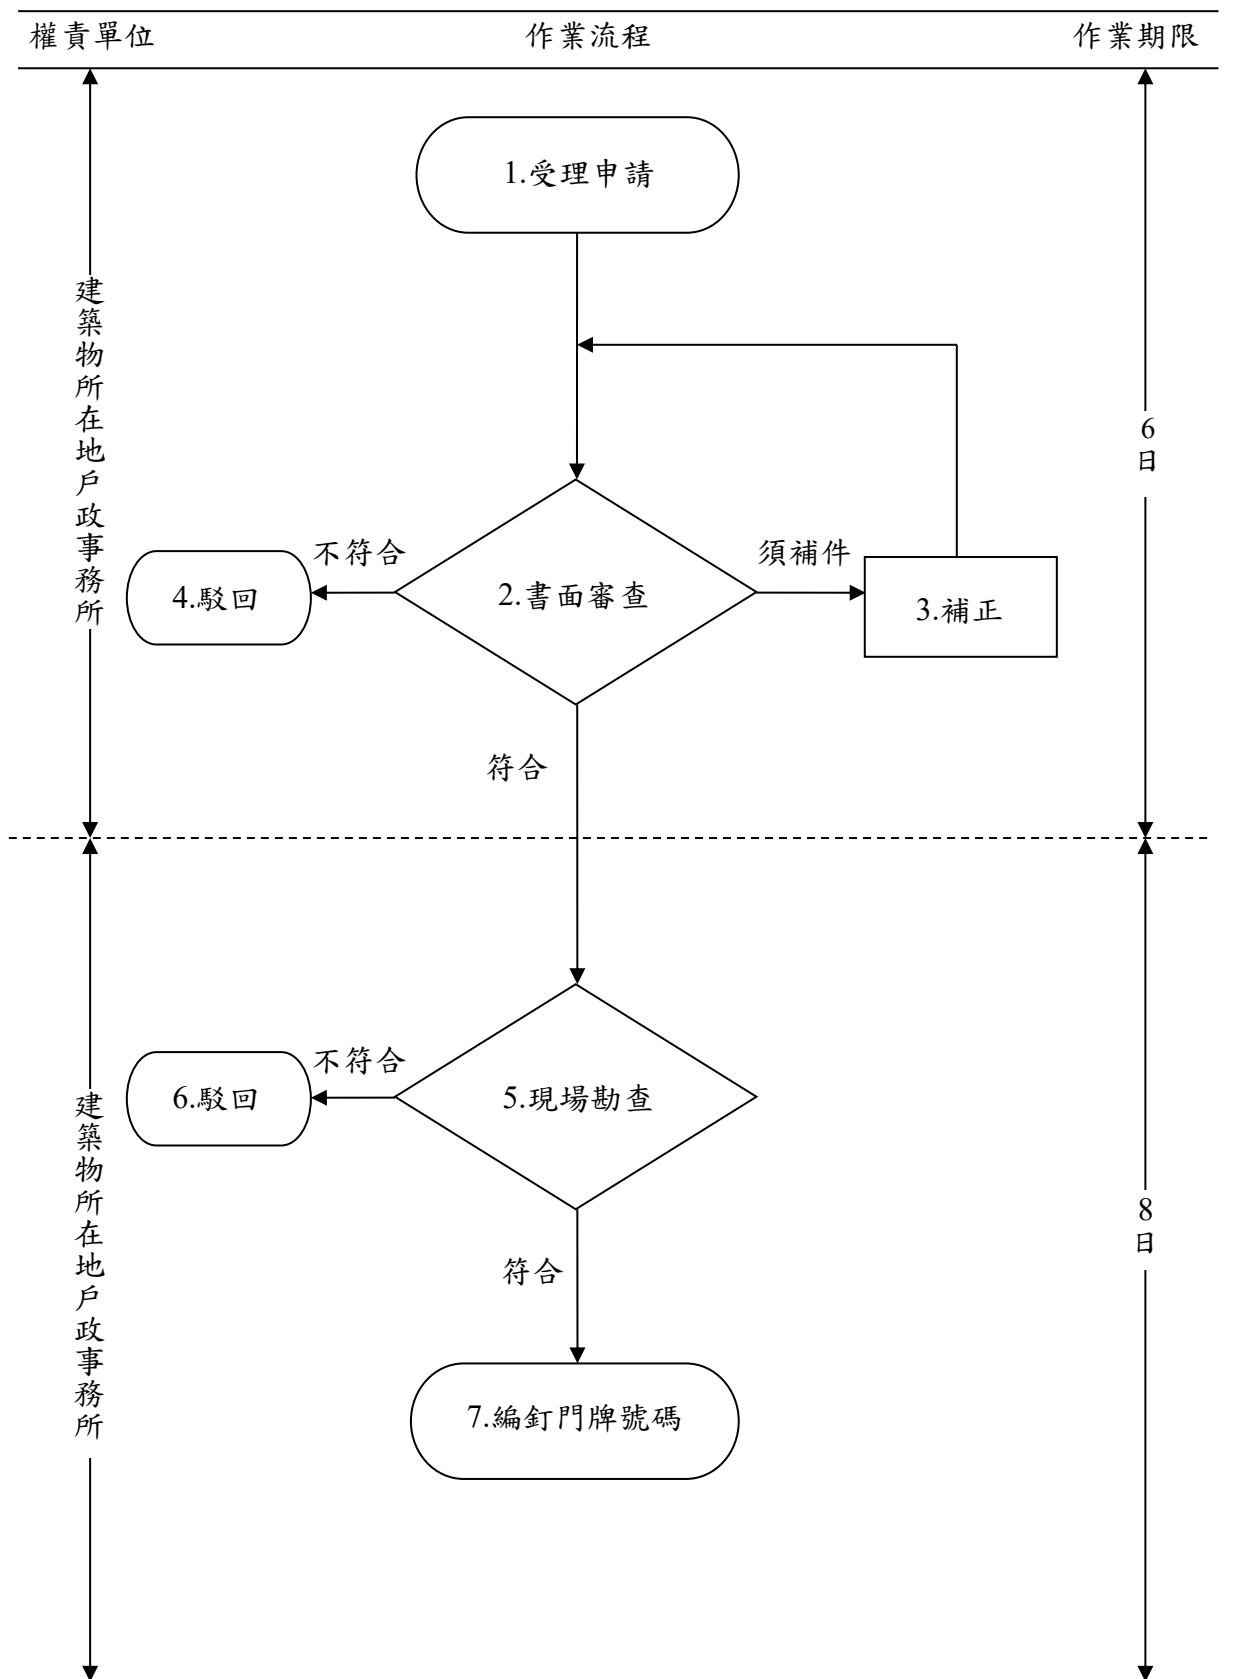 權責單位 作業流程 作業期限
1.受理申請
建築物所在地戶政事務所
6日
不符合
須補件
4.駁回
2.書面審查
3.補正
符合
不符合
6.駁回
5.現場勘查
建築物所在地戶政事務所
8日
符合
7.編釘門牌號碼